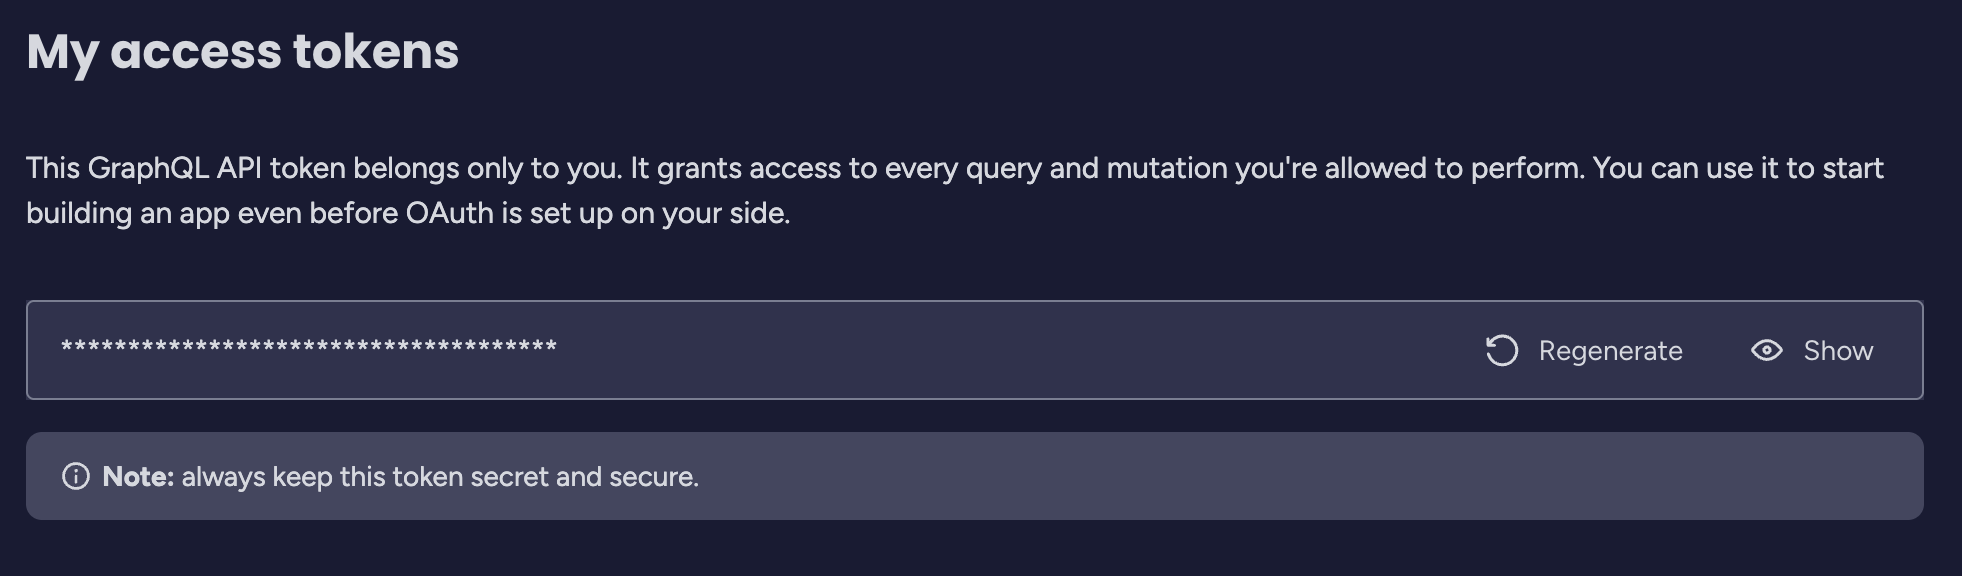 My access tokens
This GraphQL API token belongs only to you. It grants access to every query and mutation you're allowed to perform. You can use it to start
building an app even before OAuth is set up on your side.
*************************************
Regenerate
Show
Note: always keep this token secret and secure.